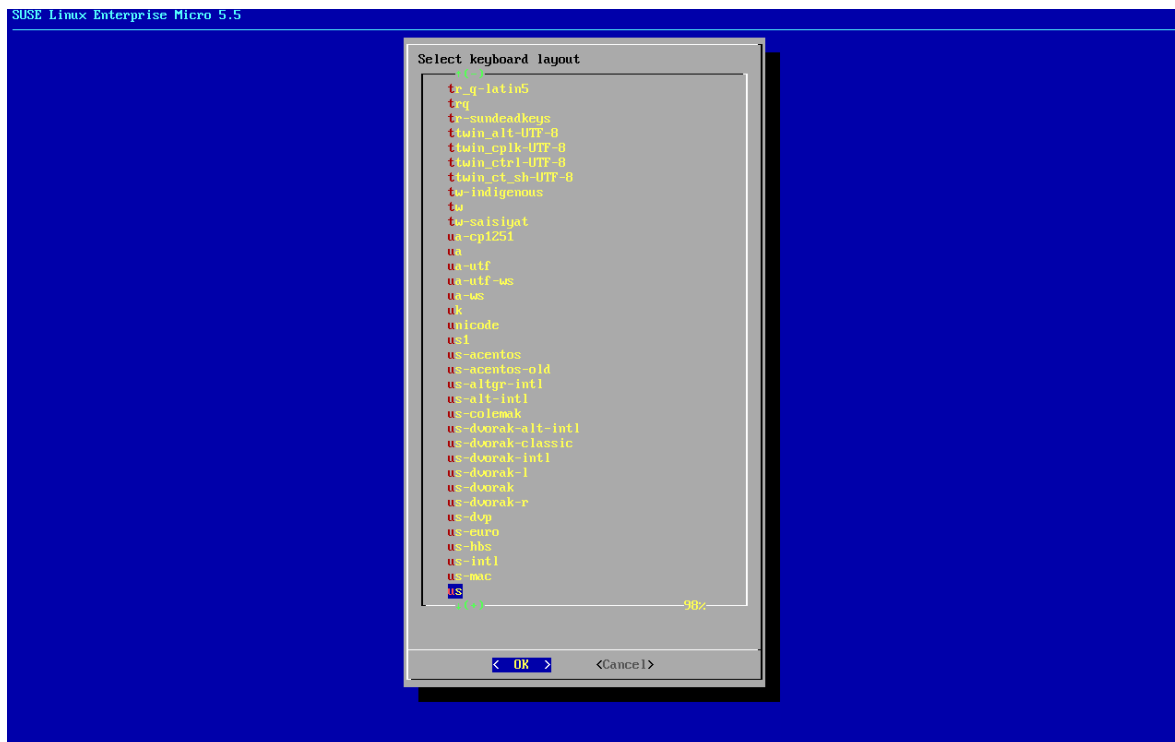 SUSE Linux Enterprise Micro 5.5
Select keyboard layout
↑(-)
tr_q-latin5
trq
tr-sundeadkeys
ttwin_alt-UTF-8
ttwin_cplk-UTF-8
ttwin_ctrl-UTF-8
ttwin_ct_sh-UTF-8
tw-indigenous
tw
tw-saisiyat
ua-cp1251
ua
ua-utf
ua-utf-ws
ua-ws
uk
unicode
us1
us-acentos
us-acentos-old
us-altgr-intl
us-alt-intl
us-colemak
us-dvorak-alt-intl
us-dvorak-classic
us-dvorak-intl
us-dvorak-l
us-dvorak
us-dvorak-r
us-dvp
us-euro
us-hbs
us-intl
us-mac
us
↓(+) 98%
< OK > <Cancel>